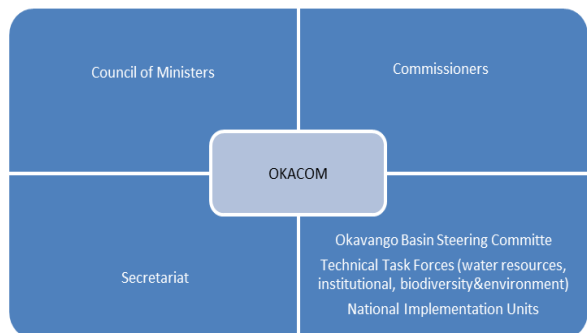 Council of Ministers
Commissioners
OKACOM
Secretariat
Okavango Basin Steering Committe
Technical Task Forces (water resources,
institutional, biodiversity&environment)
National Implementation Units